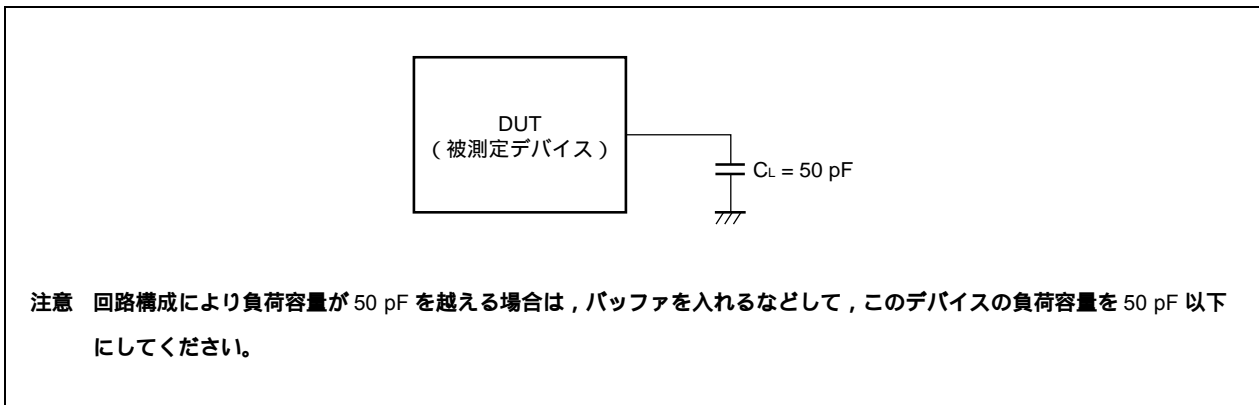 DUT
（被測定デバイス）
CL = 50 pF
注意 回路構成により負荷容量が 50 pF を越える場合は，バッファを入れるなどして，このデバイスの負荷容量を 50 pF 以下
にしてください。